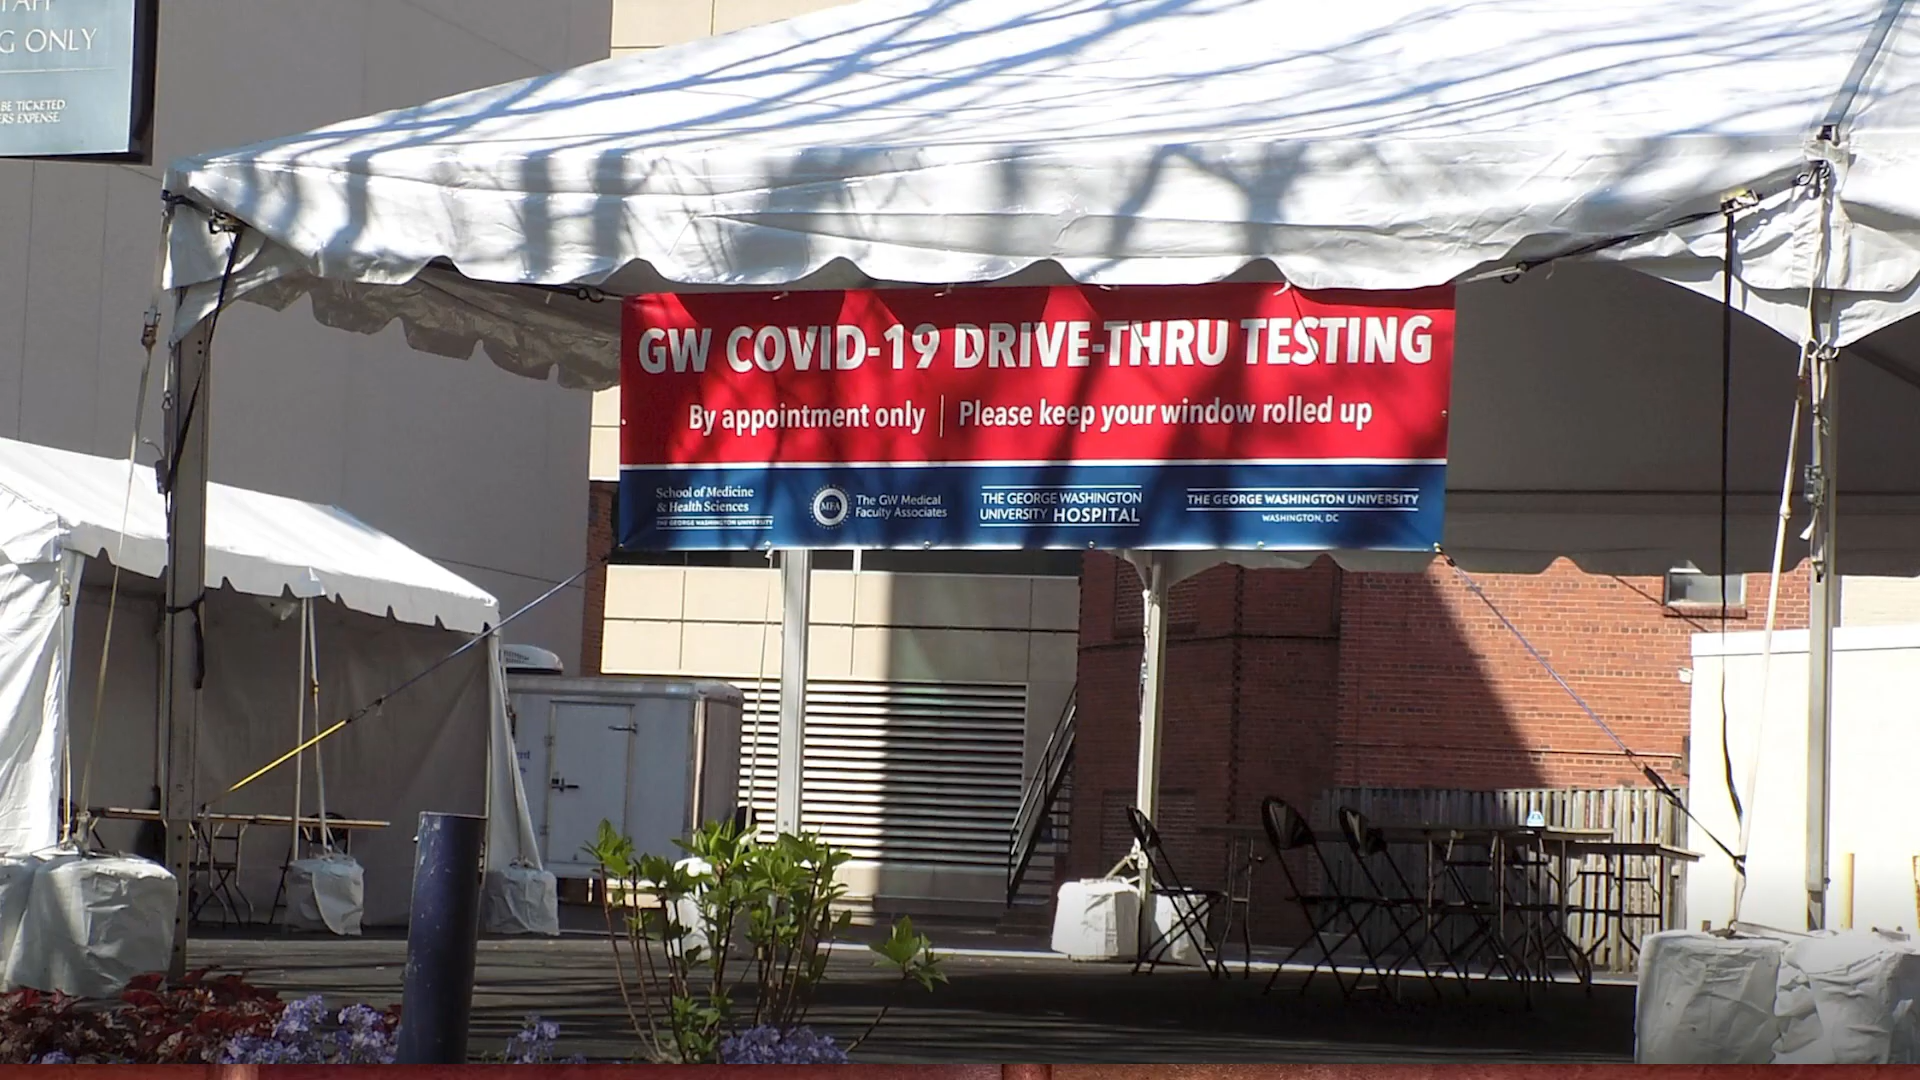 G ONLY
BE TICKETED
ERS EXPENSE.
GW COVID-19 DRIVE-THRU TESTING
By appointment only | Please keep your window rolled up
School of Medicine
& Health Sciences
THE GEORGE WASHINGTON UNIVERSITY
MFA
The GW Medical
Faculty Associates
THE GEORGE WASHINGTON
UNIVERSITY HOSPITAL
THE GEORGE WASHINGTON UNIVERSITY
WASHINGTON, DC